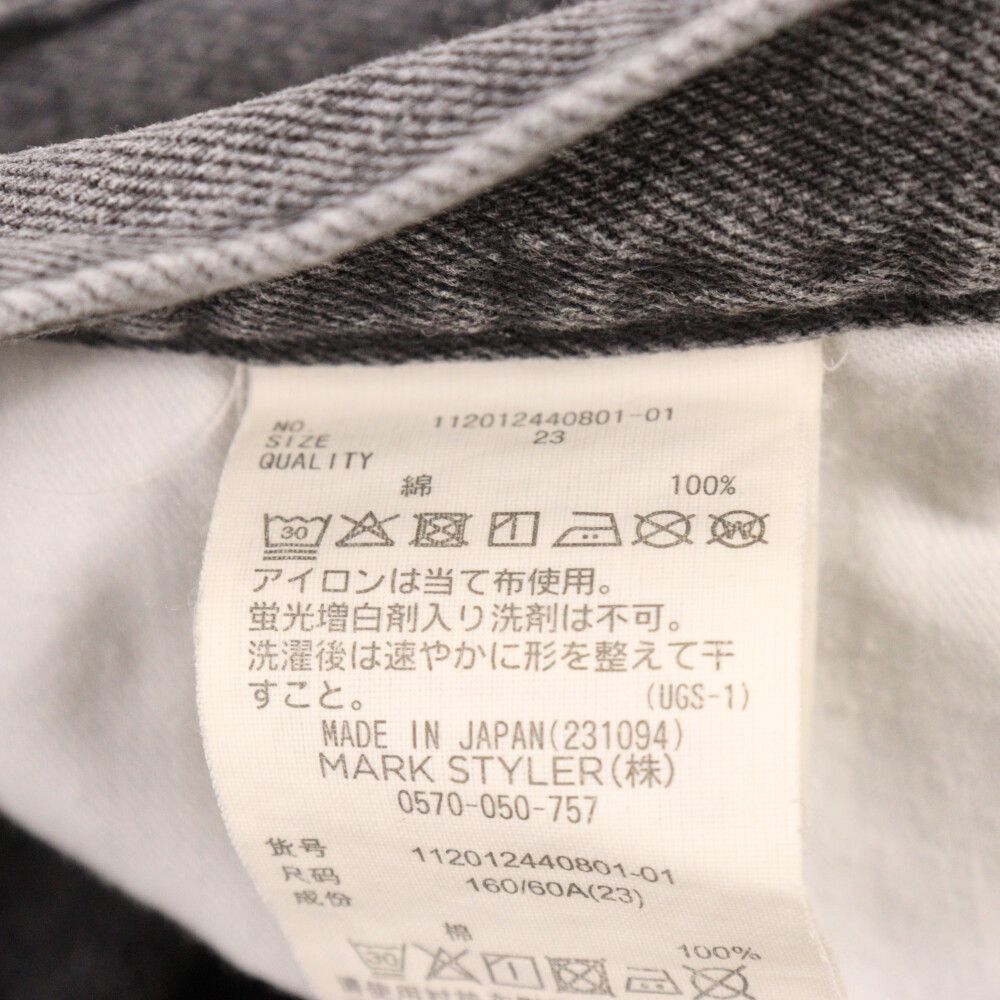 NO. 112012440801-01
SIZE 23
QUALITY
綿 100%
30
アイロンは当て布使用。
蛍光増白剤入り洗剤は不可。
洗濯後は速やかに形を整えて干
すこと。 (UGS-1)
MADE IN JAPAN(231094)
MARK STYLER(株)
0570-050-757
货号 112012440801-01
尺码 160/60A(23)
成份
棉 100%
30